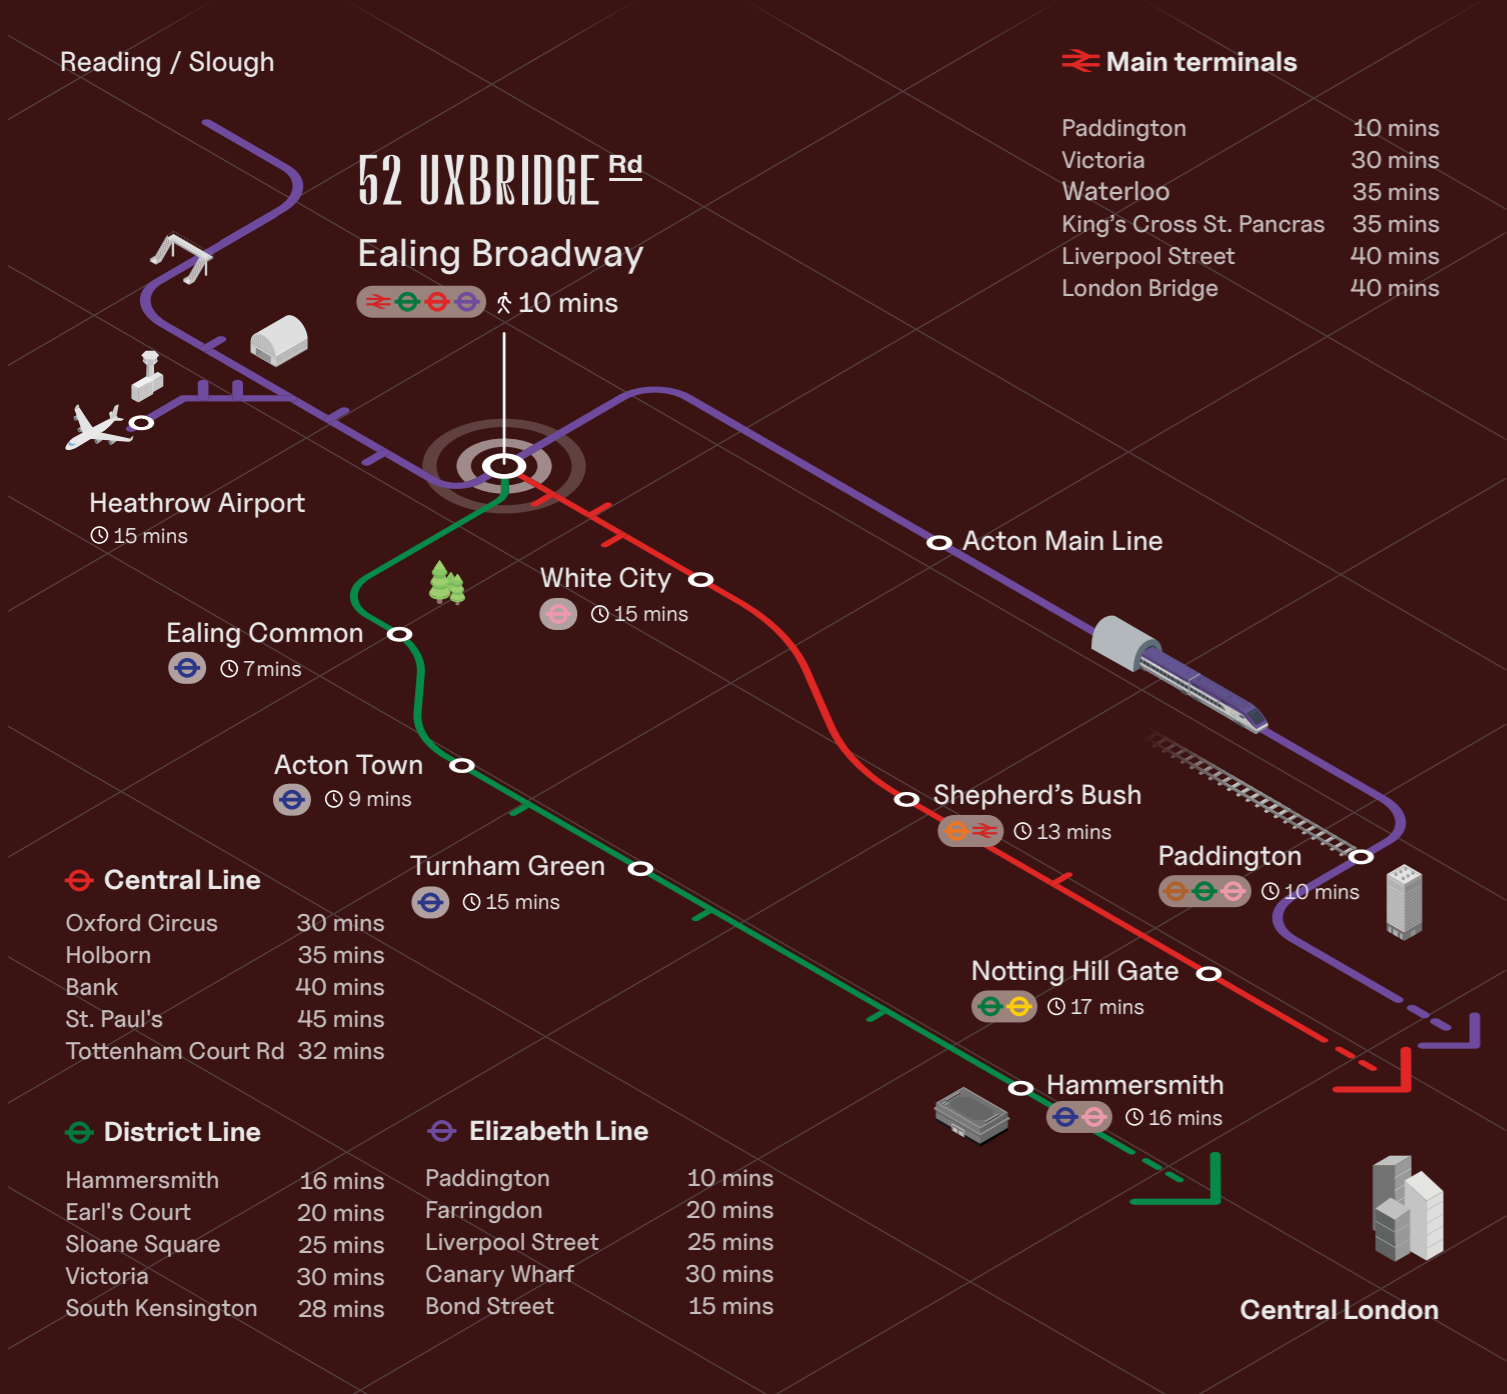 Reading / Slough
Main terminals
Paddington 10 mins
Victoria 30 mins
Waterloo 35 mins
King's Cross St. Pancras 35 mins
Liverpool Street 40 mins
London Bridge 40 mins
52 UXBRIDGE Rd
Ealing Broadway
10 mins
Heathrow Airport
15 mins
Acton Main Line
White City
15 mins
Ealing Common
7mins
Acton Town
9 mins
Shepherd's Bush
13 mins
Turnham Green
15 mins
Paddington
10 mins
Notting Hill Gate
17 mins
Hammersmith
16 mins
Central Line
Oxford Circus 30 mins
Holborn 35 mins
Bank 40 mins
St. Paul's 45 mins
Tottenham Court Rd 32 mins
District Line
Hammersmith 16 mins
Earl's Court 20 mins
Sloane Square 25 mins
Victoria 30 mins
South Kensington 28 mins
Elizabeth Line
Paddington 10 mins
Farringdon 20 mins
Liverpool Street 25 mins
Canary Wharf 30 mins
Bond Street 15 mins
Central London